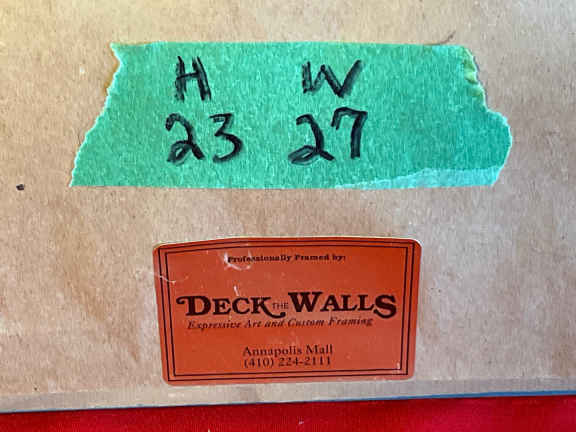 H W
23 27
Professionally Framed by:
DECK THE WALLS
Expressive Art and Custom Framing
Annapolis Mall
(410) 224-2111